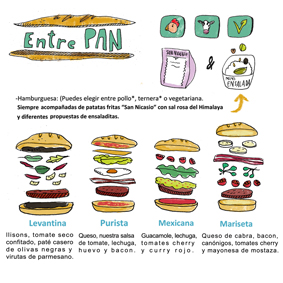 Entre PAN
SAN NICASIO
&
ENSALADA
-Hamburguesa: (Puedes elegir entre pollo*, ternera* o vegetariana.
Siempre acompañadas de patatas fritas "San Nicasio" con sal rosa del Himalaya
y diferentes propuestas de ensaladitas.
Levantina
llisons, tomate seco
confitado, paté casero
de olivas negras y
virutas de parmesano.
Purista
Queso, nuestra salsa
de tomate, lechuga,
huevo y bacon.
Mexicana
Guacamole, lechuga,
tomates cherry
y curry rojo.
Mariseta
Queso de cabra, bacon,
canónigos, tomates cherry
y mayonesa de mostaza.